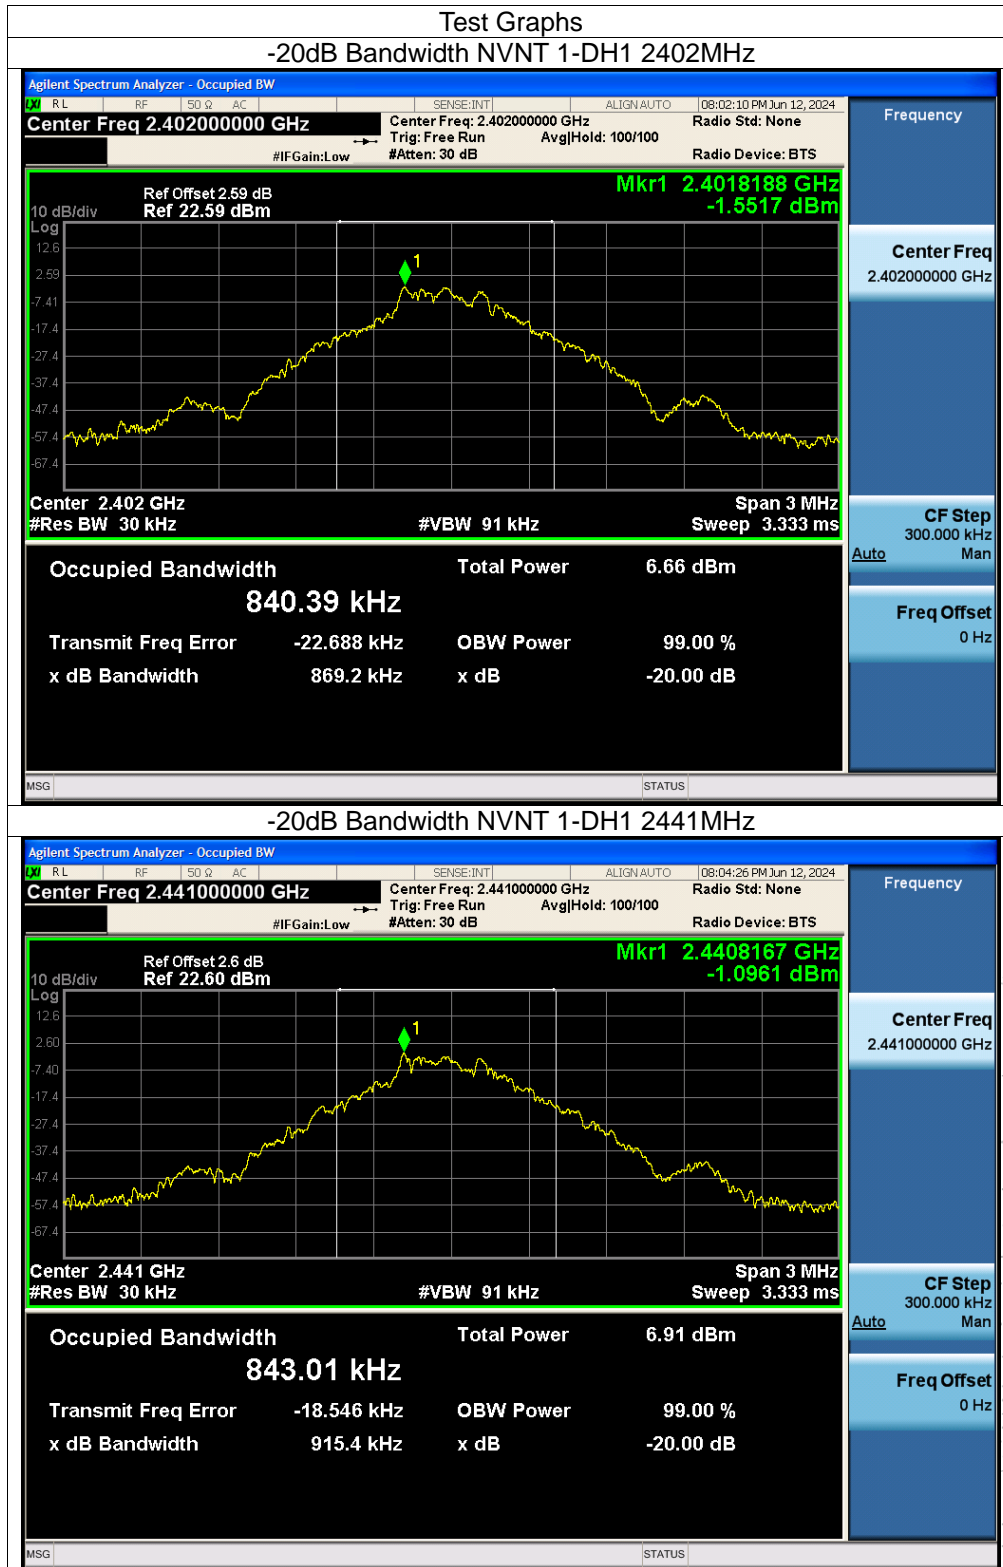 Test Graphs
-20dB Bandwidth NVNT 1-DH1 2402MHz
Agilent Spectrum Analyzer - Occupied BW
LXI RL RF 50 Ω AC SENSE:INT ALIGN AUTO 08:02:10 PM Jun 12, 2024
Center Freq 2.402000000 GHz Center Freq: 2.402000000 GHz Radio Std: None
Trig: Free Run Avg|Hold: 100/100
#IFGain:Low #Atten: 30 dB Radio Device: BTS
Frequency
Mkr1 2.4018188 GHz
-1.5517 dBm
Ref Offset 2.59 dB
10 dB/div Ref 22.59 dBm
Log
12.6
2.59
-7.41
-17.4
-27.4
-37.4
-47.4
-57.4
-67.4
1
Center 2.402 GHz Span 3 MHz
#Res BW 30 kHz #VBW 91 kHz Sweep 3.333 ms
Occupied Bandwidth Total Power 6.66 dBm
840.39 kHz
Transmit Freq Error -22.688 kHz OBW Power 99.00 %
x dB Bandwidth 869.2 kHz x dB -20.00 dB
Center Freq
2.402000000 GHz
CF Step
300.000 kHz
Auto Man
Freq Offset
0 Hz
MSG STATUS
-20dB Bandwidth NVNT 1-DH1 2441MHz
Agilent Spectrum Analyzer - Occupied BW
LXI RL RF 50 Ω AC SENSE:INT ALIGN AUTO 08:04:26 PM Jun 12, 2024
Center Freq 2.441000000 GHz Center Freq: 2.441000000 GHz Radio Std: None
Trig: Free Run Avg|Hold: 100/100
#IFGain:Low #Atten: 30 dB Radio Device: BTS
Frequency
Mkr1 2.4408167 GHz
-1.0961 dBm
Ref Offset 2.6 dB
10 dB/div Ref 22.60 dBm
Log
12.6
2.60
-7.40
-17.4
-27.4
-37.4
-47.4
-57.4
-67.4
1
Center 2.441 GHz Span 3 MHz
#Res BW 30 kHz #VBW 91 kHz Sweep 3.333 ms
Occupied Bandwidth Total Power 6.91 dBm
843.01 kHz
Transmit Freq Error -18.546 kHz OBW Power 99.00 %
x dB Bandwidth 915.4 kHz x dB -20.00 dB
Center Freq
2.441000000 GHz
CF Step
300.000 kHz
Auto Man
Freq Offset
0 Hz
MSG STATUS